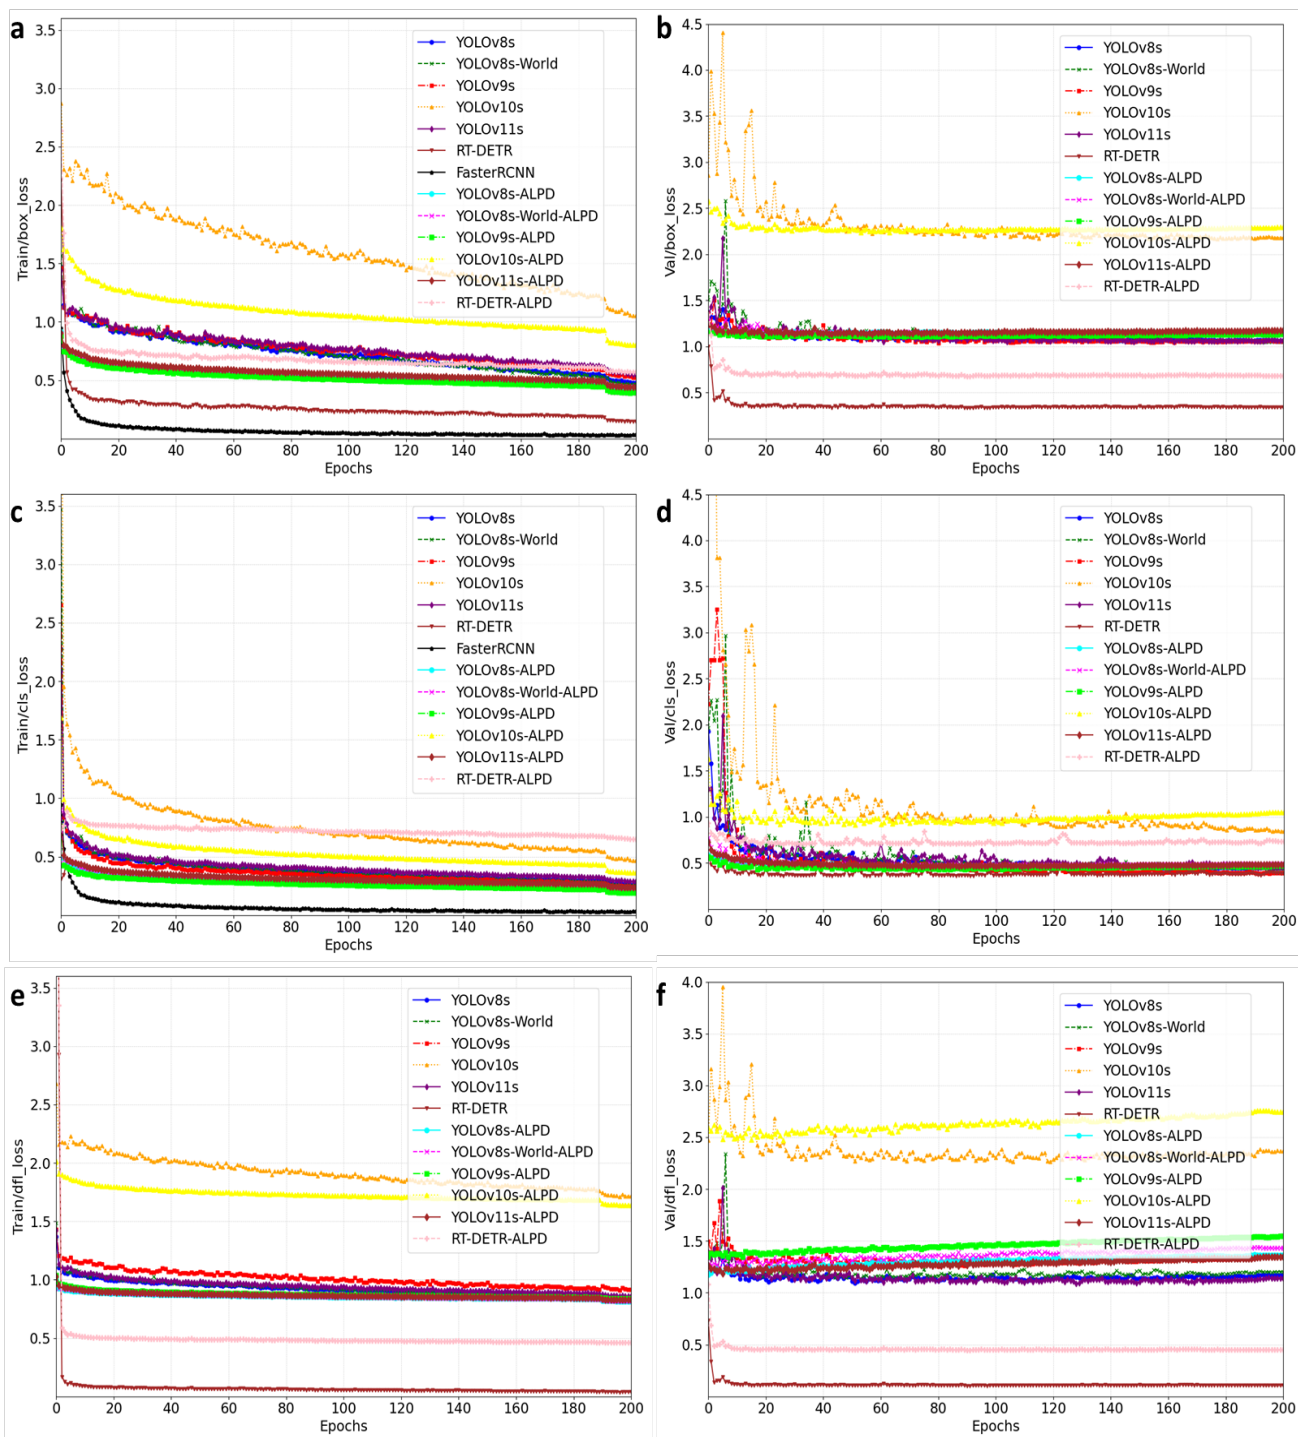 a
3.5
3.0
2.5
2.0
1.5
1.0
0.5
Train/box_loss
0 20 40 60 80 100 120 140 160 180 200
Epochs
YOLOv8s
YOLOv8s-World
YOLOv9s
YOLOv10s
YOLOv11s
RT-DETR
FasterRCNN
YOLOv8s-ALPD
YOLOv8s-World-ALPD
YOLOv9s-ALPD
YOLOv10s-ALPD
YOLOv11s-ALPD
RT-DETR-ALPD
b
4.5
4.0
3.5
3.0
2.5
2.0
1.5
1.0
0.5
Val/box_loss
0 20 40 60 80 100 120 140 160 180 200
Epochs
YOLOv8s
YOLOv8s-World
YOLOv9s
YOLOv10s
YOLOv11s
RT-DETR
YOLOv8s-ALPD
YOLOv8s-World-ALPD
YOLOv9s-ALPD
YOLOv10s-ALPD
YOLOv11s-ALPD
RT-DETR-ALPD
c
3.5
3.0
2.5
2.0
1.5
1.0
0.5
Train/cls_loss
0 20 40 60 80 100 120 140 160 180 200
Epochs
YOLOv8s
YOLOv8s-World
YOLOv9s
YOLOv10s
YOLOv11s
RT-DETR
FasterRCNN
YOLOv8s-ALPD
YOLOv8s-World-ALPD
YOLOv9s-ALPD
YOLOv10s-ALPD
YOLOv11s-ALPD
RT-DETR-ALPD
d
4.5
4.0
3.5
3.0
2.5
2.0
1.5
1.0
0.5
Val/cls_loss
0 20 40 60 80 100 120 140 160 180 200
Epochs
YOLOv8s
YOLOv8s-World
YOLOv9s
YOLOv10s
YOLOv11s
RT-DETR
YOLOv8s-ALPD
YOLOv8s-World-ALPD
YOLOv9s-ALPD
YOLOv10s-ALPD
YOLOv11s-ALPD
RT-DETR-ALPD
e
3.5
3.0
2.5
2.0
1.5
1.0
0.5
Train/dfl_loss
0 20 40 60 80 100 120 140 160 180 200
Epochs
YOLOv8s
YOLOv8s-World
YOLOv9s
YOLOv10s
YOLOv11s
RT-DETR
YOLOv8s-ALPD
YOLOv8s-World-ALPD
YOLOv9s-ALPD
YOLOv10s-ALPD
YOLOv11s-ALPD
RT-DETR-ALPD
f
4.0
3.5
3.0
2.5
2.0
1.5
1.0
0.5
Val/dfl_loss
0 20 40 60 80 100 120 140 160 180 200
Epochs
YOLOv8s
YOLOv8s-World
YOLOv9s
YOLOv10s
YOLOv11s
RT-DETR
YOLOv8s-ALPD
YOLOv8s-World-ALPD
YOLOv9s-ALPD
YOLOv10s-ALPD
YOLOv11s-ALPD
RT-DETR-ALPD